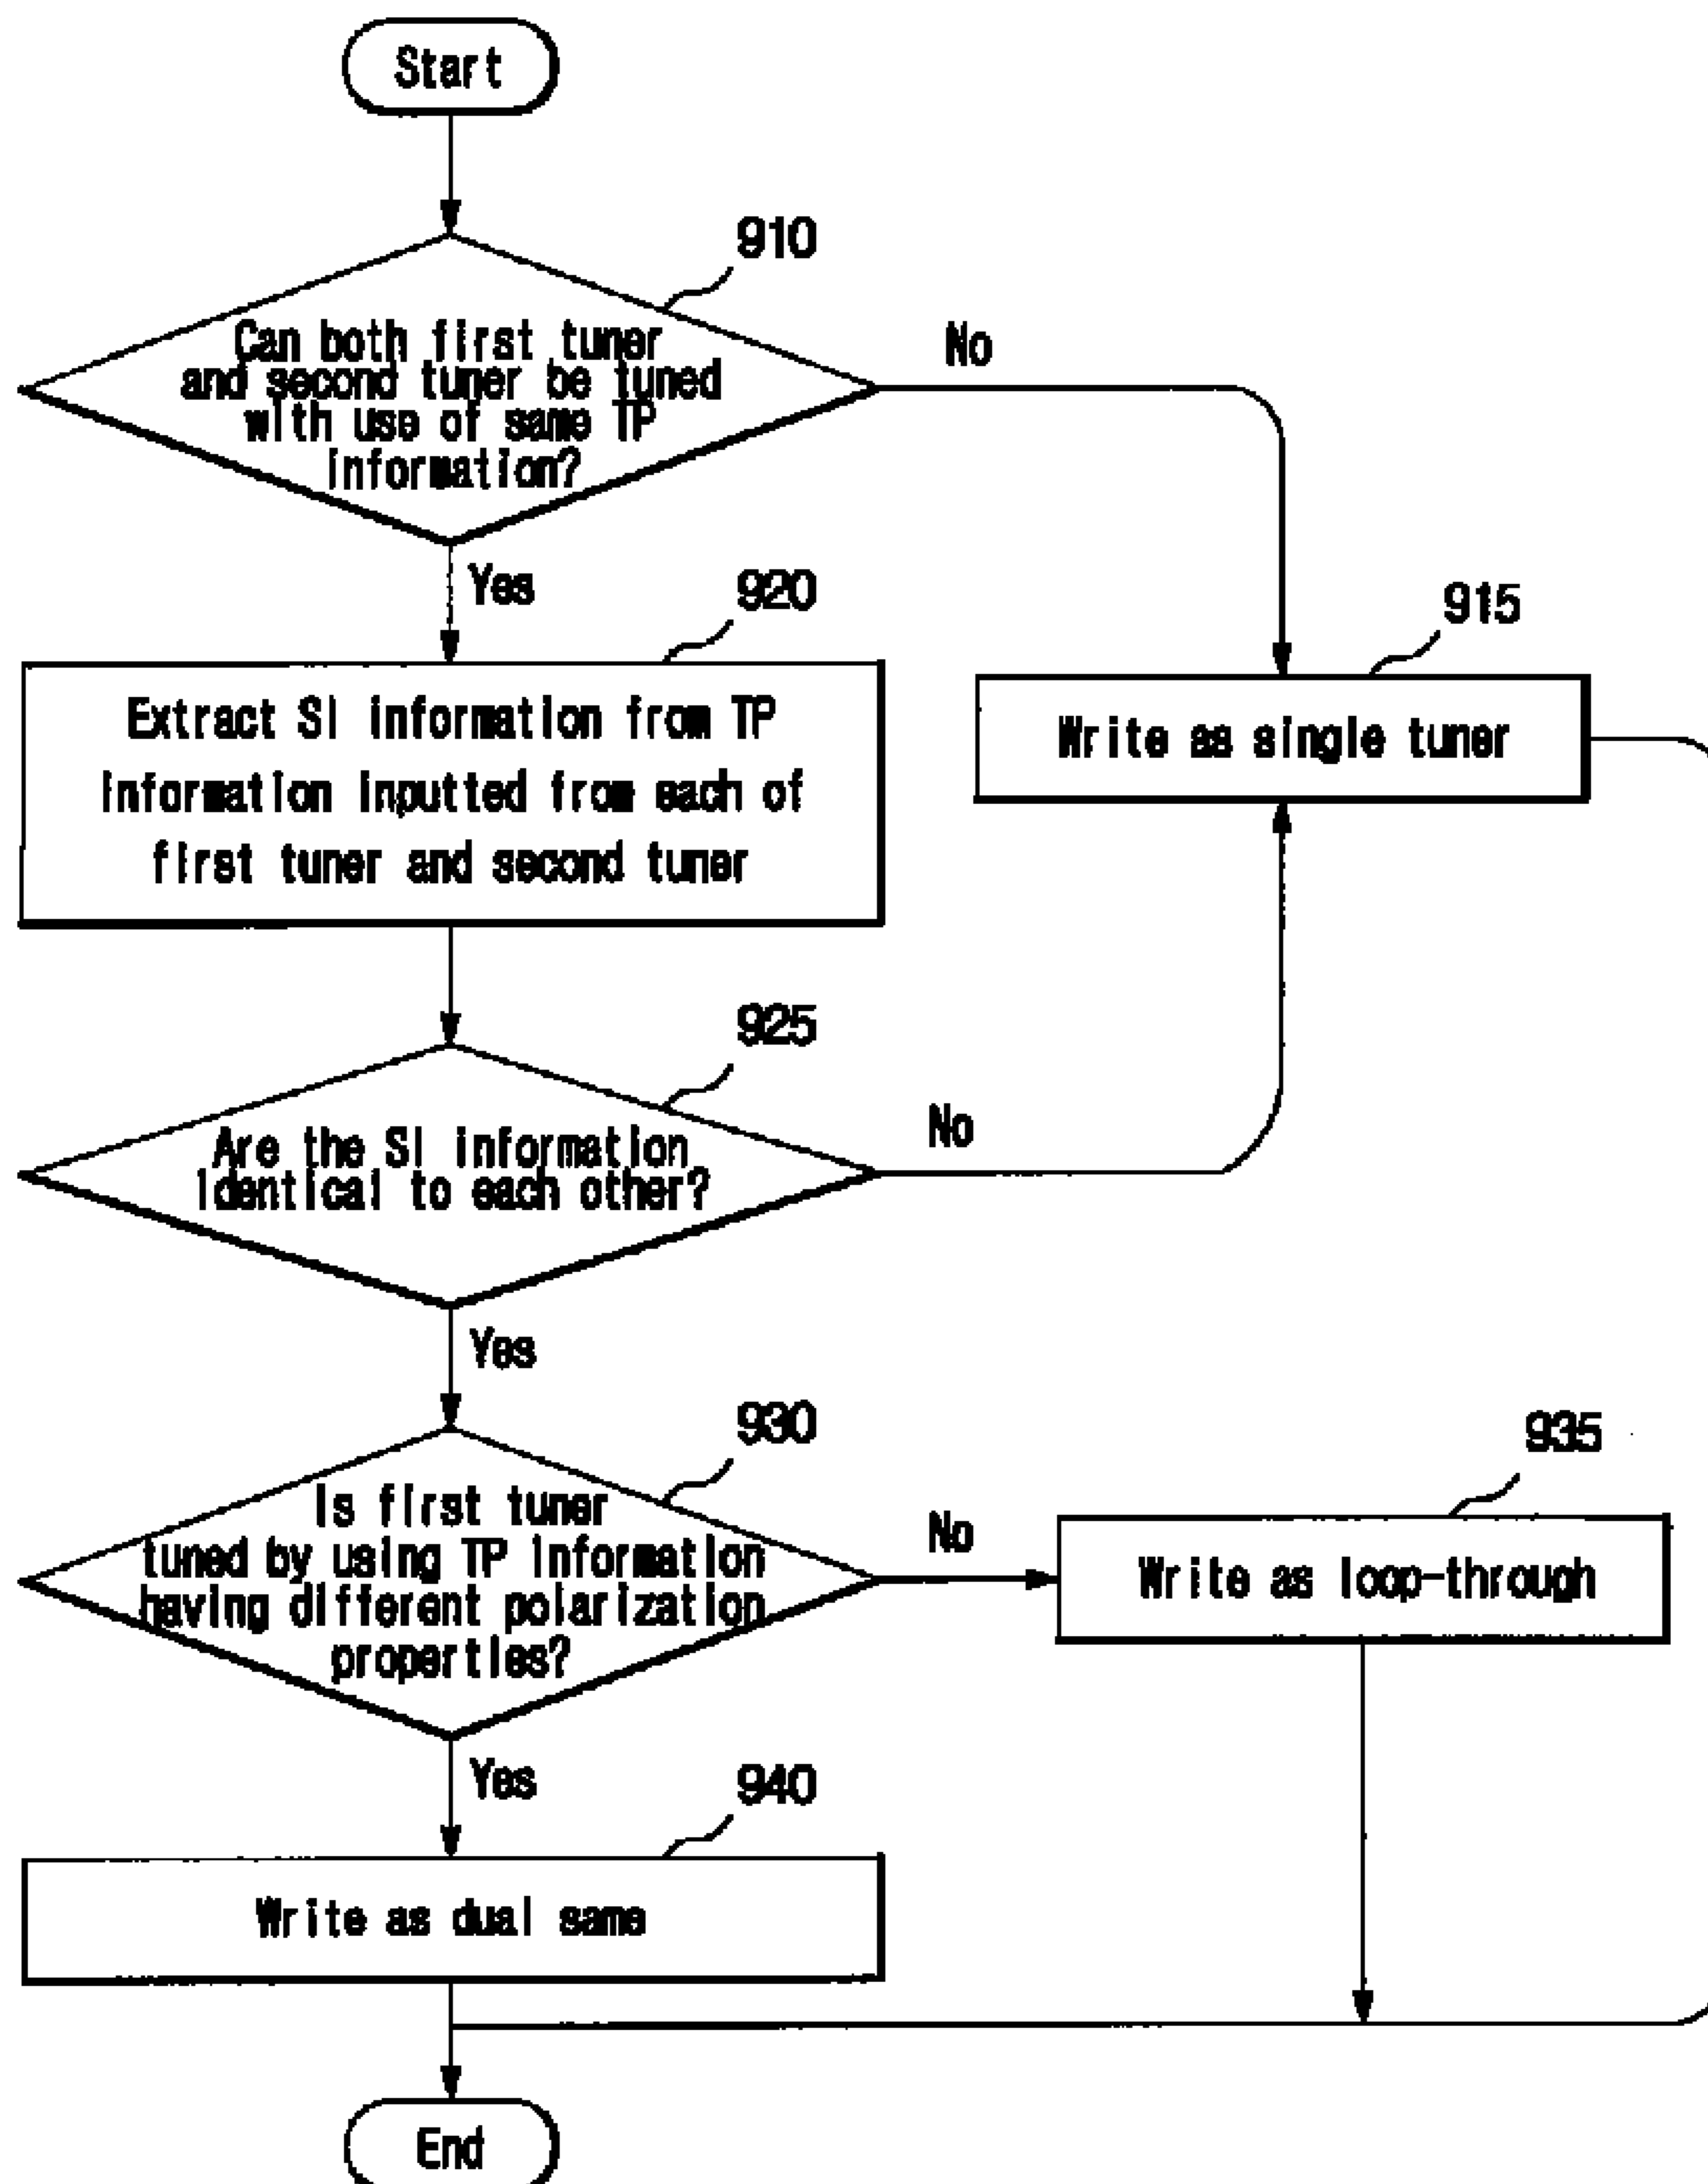 Start
910
Can both first tuner
and second tuner be tuned
with use of same TP
information?
No
Yes
920
915
Extract SI information from TP
information inputted from each of
first tuner and second tuner
Write as single tuner
925
Are the SI information
identical to each other?
No
Yes
930
935
Is first tuner
tuned by using TP information
having different polarization
properties?
No
Write as loop-through
Yes
940
Write as dual same
End